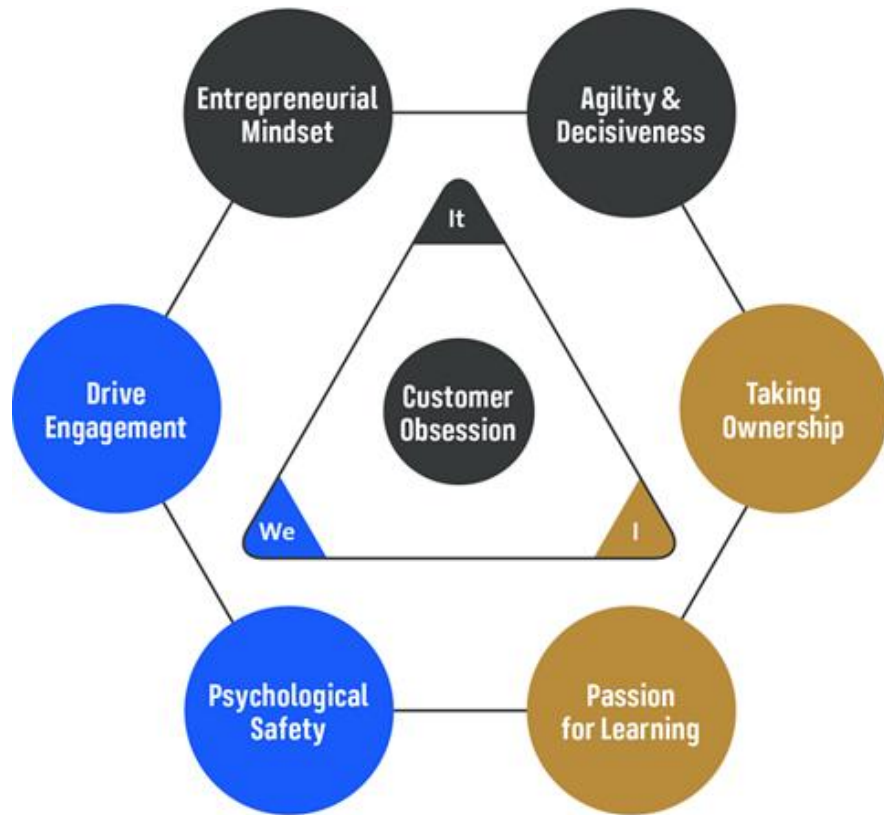 Entrepreneurial
Mindset
Agility &
Decisiveness
It
Drive
Engagement
Customer
Obsession
Taking
Ownership
We
I
Psychological
Safety
Passion
for Learning